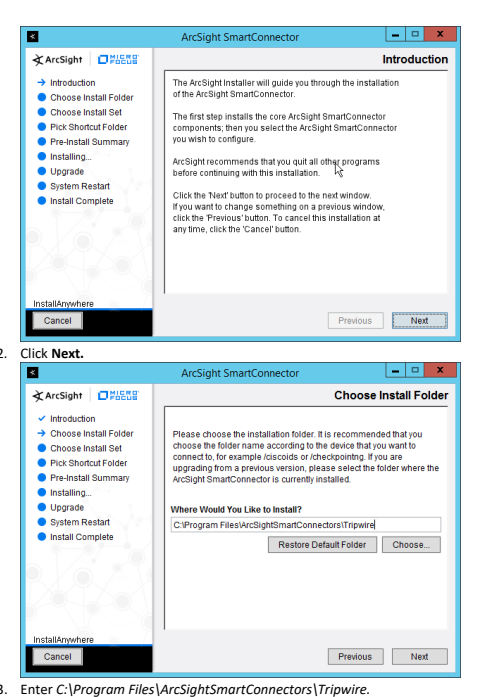 ArcSight SmartConnector
ArcSight MICRO FOCUS
Introduction
Introduction
Choose Install Folder
Choose Install Set
Pick Shortcut Folder
Pre-Install Summary
Installing...
Upgrade
System Restart
Install Complete
The ArcSight Installer will guide you through the installation
of the ArcSight SmartConnector.
The first step installs the core ArcSight SmartConnector
components; then you select the ArcSight SmartConnector
you wish to configure.
ArcSight recommends that you quit all other programs
before continuing with this installation.
Click the 'Next' button to proceed to the next window.
If you want to change something on a previous window,
click the 'Previous' button. To cancel this installation at
any time, click the 'Cancel' button.
InstallAnywhere
Cancel
Previous
Next
2. Click Next.
ArcSight SmartConnector
ArcSight MICRO FOCUS
Choose Install Folder
Introduction
Choose Install Folder
Choose Install Set
Pick Shortcut Folder
Pre-Install Summary
Installing...
Upgrade
System Restart
Install Complete
Please choose the installation folder. It is recommended that you
choose the folder name according to the device that you want to
connect to, for example /ciscoids or /checkpointng. If you are
upgrading from a previous version, please select the folder where the
ArcSight SmartConnector is currently installed.
Where Would You Like to Install?
C:\Program Files\ArcSightSmartConnectors\Tripwire
Restore Default Folder
Choose...
InstallAnywhere
Cancel
Previous
Next
3. Enter C:\Program Files\ArcSightSmartConnectors\Tripwire.